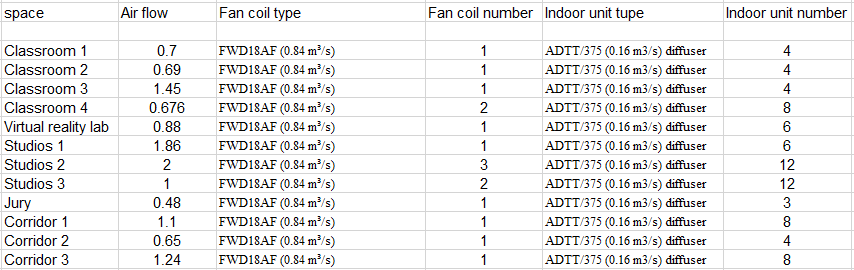 space Air flow Fan coil type Fan coil number Indoor unit tupe Indoor unit number
Classroom 1 0.7 FWD18AF (0.84 m³/s) 1 ADTT/375 (0.16 m3/s) diffuser 4
Classroom 2 0.69 FWD18AF (0.84 m³/s) 1 ADTT/375 (0.16 m3/s) diffuser 4
Classroom 3 1.45 FWD18AF (0.84 m³/s) 1 ADTT/375 (0.16 m3/s) diffuser 4
Classroom 4 0.676 FWD18AF (0.84 m³/s) 2 ADTT/375 (0.16 m3/s) diffuser 8
Virtual reality lab 0.88 FWD18AF (0.84 m³/s) 1 ADTT/375 (0.16 m3/s) diffuser 6
Studios 1 1.86 FWD18AF (0.84 m³/s) 1 ADTT/375 (0.16 m3/s) diffuser 6
Studios 2 2 FWD18AF (0.84 m³/s) 3 ADTT/375 (0.16 m3/s) diffuser 12
Studios 3 1 FWD18AF (0.84 m³/s) 2 ADTT/375 (0.16 m3/s) diffuser 12
Jury 0.48 FWD18AF (0.84 m³/s) 1 ADTT/375 (0.16 m3/s) diffuser 3
Corridor 1 1.1 FWD18AF (0.84 m³/s) 1 ADTT/375 (0.16 m3/s) diffuser 8
Corridor 2 0.65 FWD18AF (0.84 m³/s) 1 ADTT/375 (0.16 m3/s) diffuser 4
Corridor 3 1.24 FWD18AF (0.84 m³/s) 1 ADTT/375 (0.16 m3/s) diffuser 8